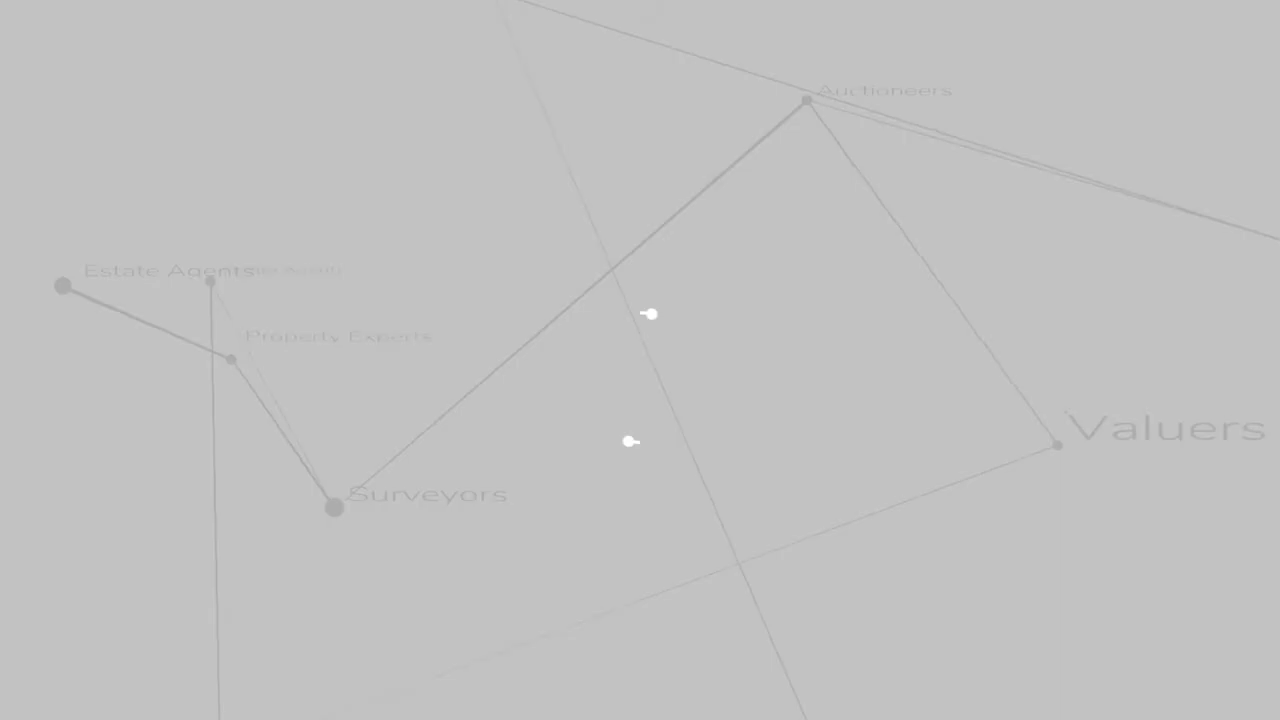 Auctioneers
Estate Agents
Property Experts
Valuers
Surveyors